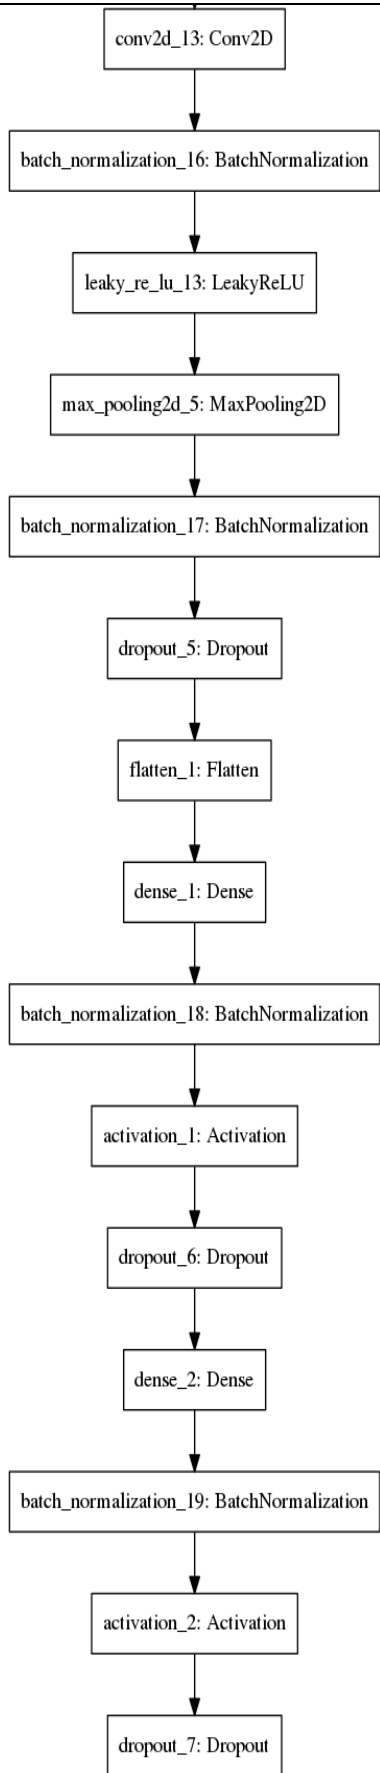 conv2d_13: Conv2D
batch_normalization_16: BatchNormalization
leaky_re_lu_13: LeakyReLU
max_pooling2d_5: MaxPooling2D
batch_normalization_17: BatchNormalization
dropout_5: Dropout
flatten_1: Flatten
dense_1: Dense
batch_normalization_18: BatchNormalization
activation_1: Activation
dropout_6: Dropout
dense_2: Dense
batch_normalization_19: BatchNormalization
activation_2: Activation
dropout_7: Dropout